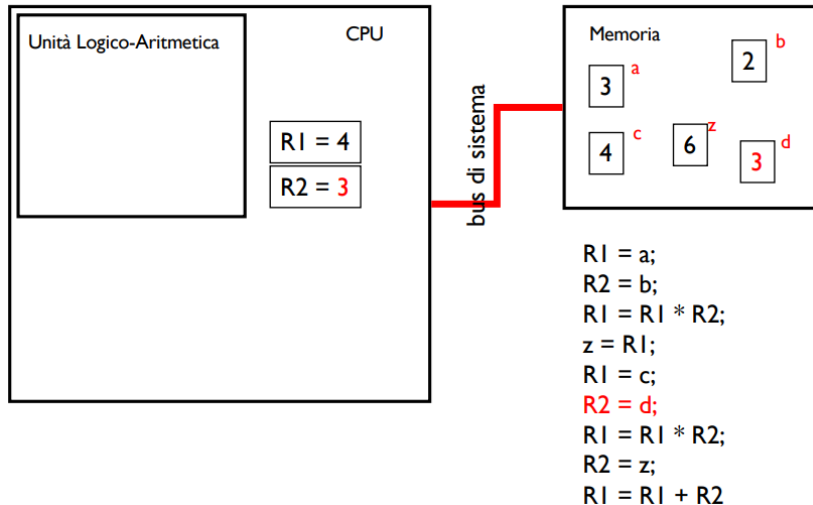 Unità Logico-Aritmetica
CPU
R1 = 4
R2 = 3
bus di sistema
Memoria
3 a
2 b
4 c
6 z
3 d
R1 = a;
R2 = b;
R1 = R1 * R2;
z = R1;
R1 = c;
R2 = d;
R1 = R1 * R2;
R2 = z;
R1 = R1 + R2